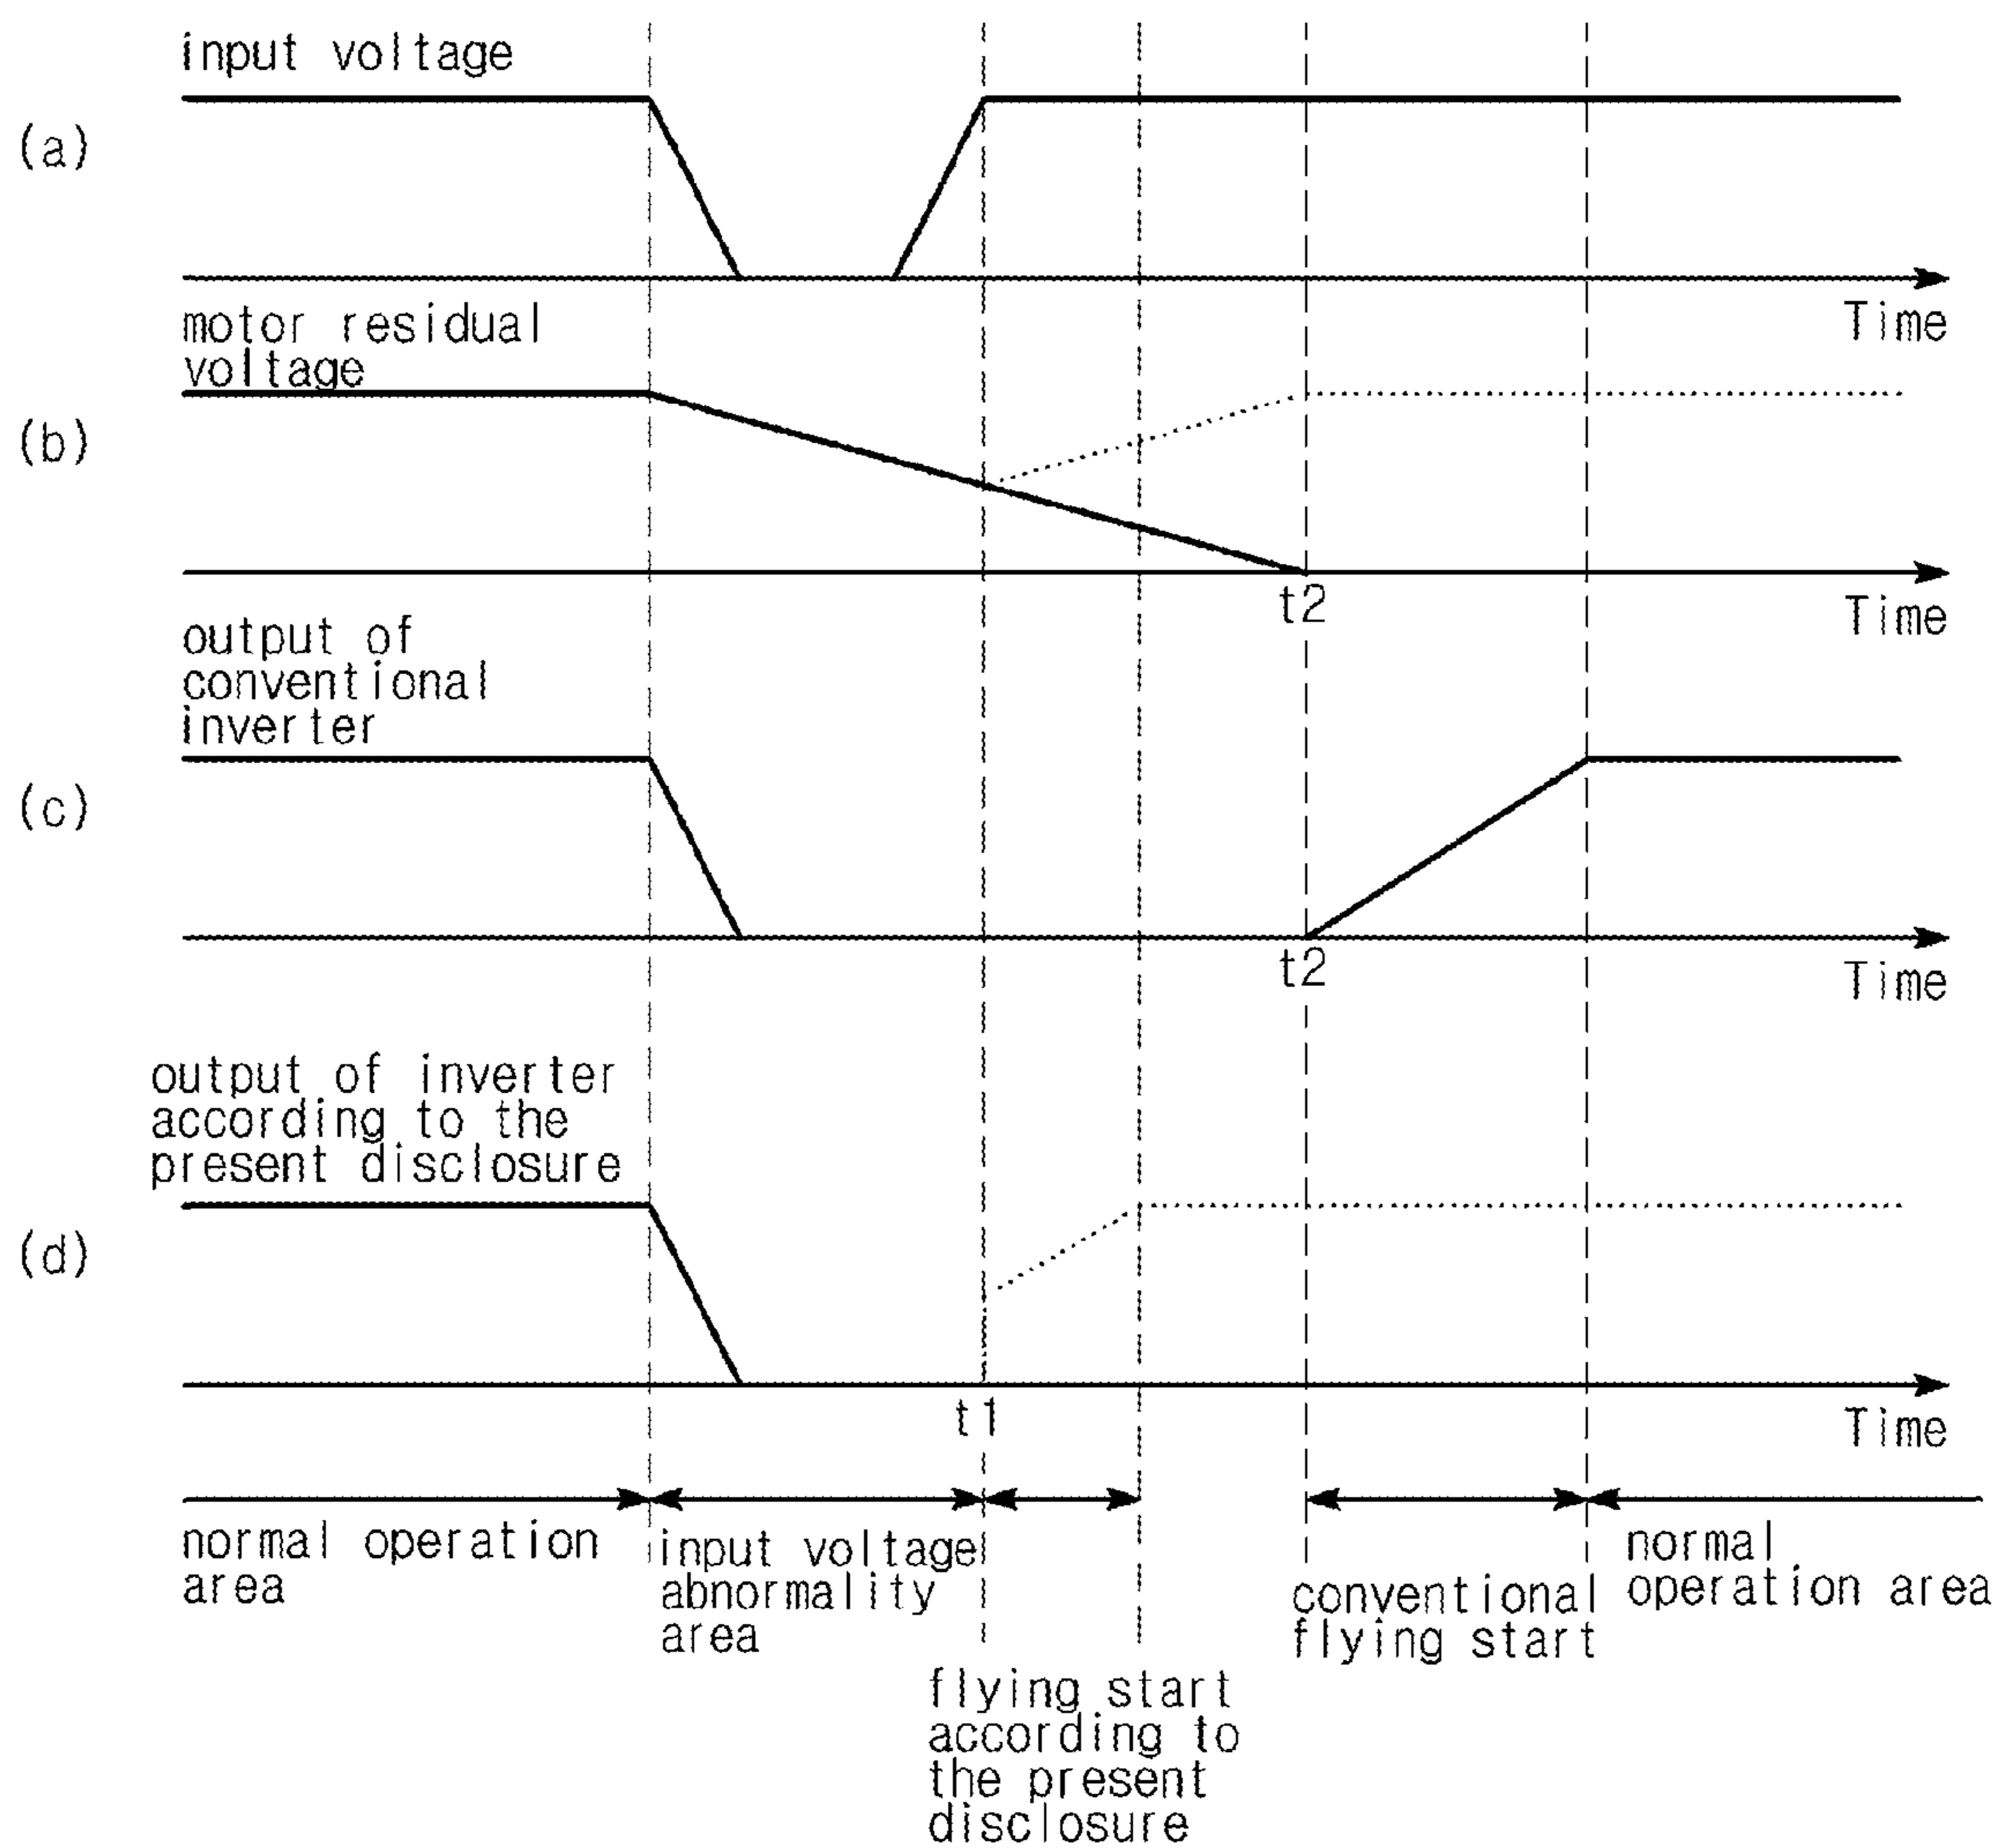 input voltage
(a)
Time
motor residual
voltage
(b)
t2
Time
output of
conventional
inverter
(c)
t2
Time
output of inverter
according to the
present disclosure
(d)
t1
Time
normal operation
area
input voltage
abnormality
area
flying start
according to
the present
disclosure
conventional
flying start
normal
operation area